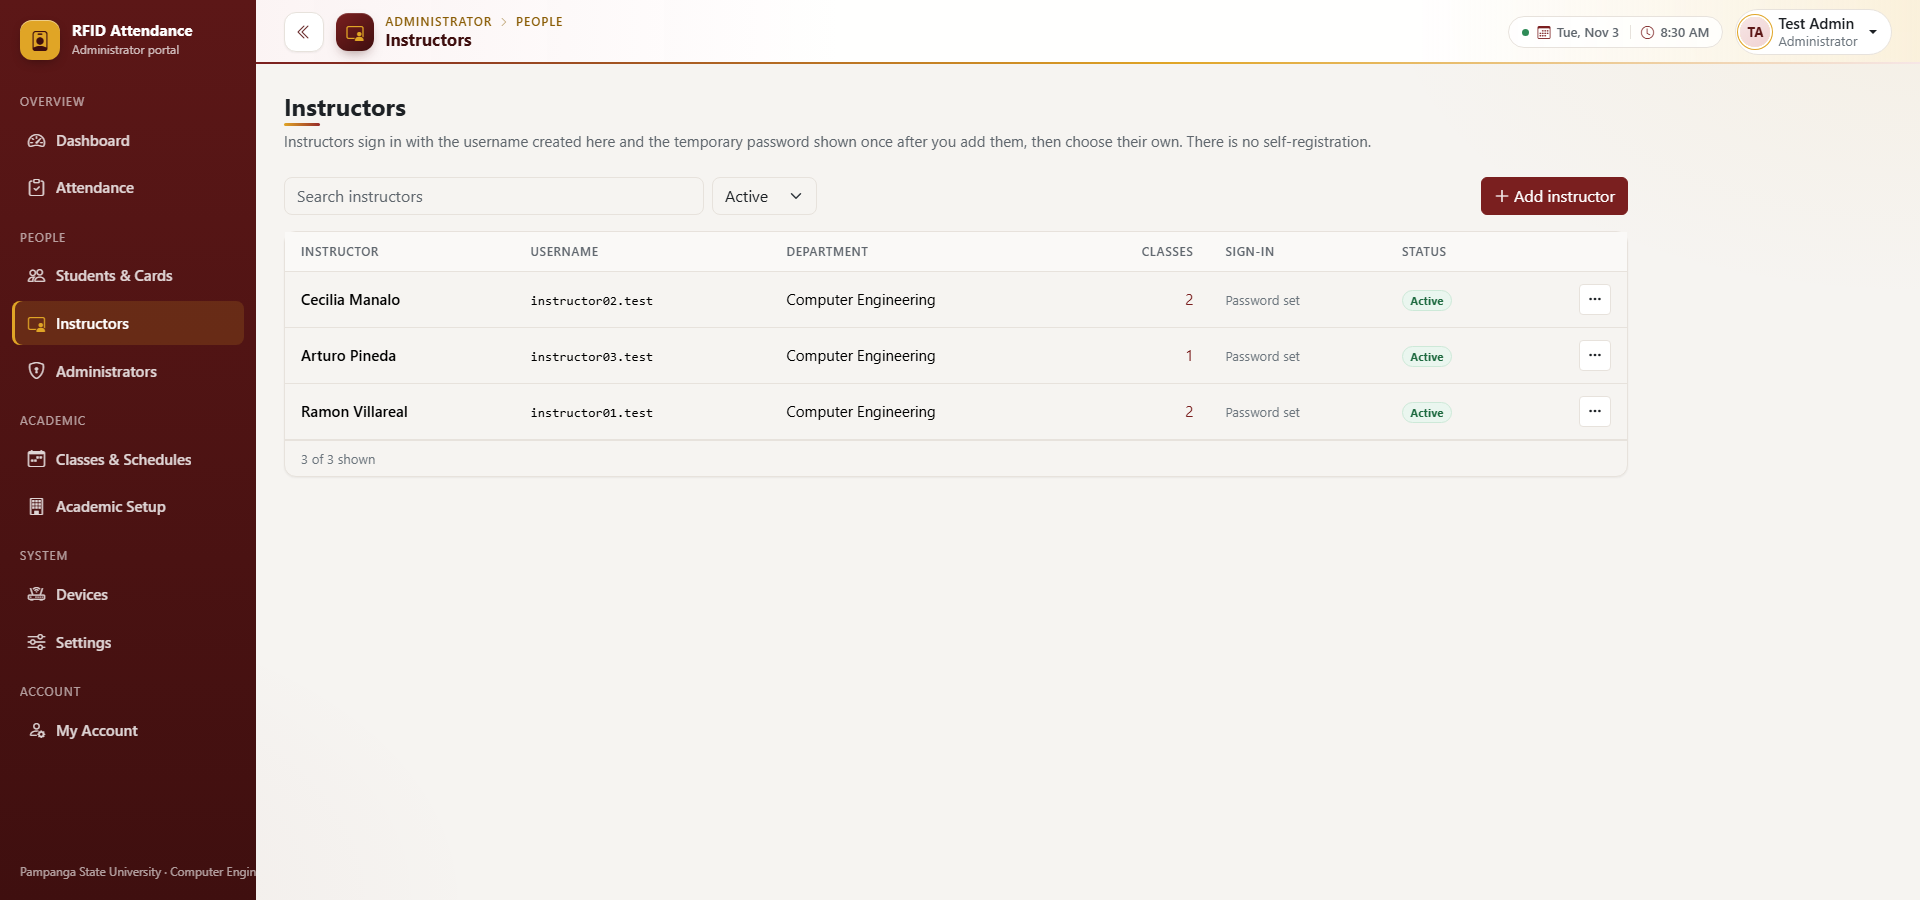 RFID Attendance
Administrator portal
OVERVIEW
Dashboard
Attendance
PEOPLE
Students & Cards
Instructors
Administrators
ACADEMIC
Classes & Schedules
Academic Setup
SYSTEM
Devices
Settings
ACCOUNT
My Account
Pampanga State University · Computer Engin
ADMINISTRATOR > PEOPLE
Instructors
Tue, Nov 3 8:30 AM
TA
Test Admin
Administrator
Instructors
Instructors sign in with the username created here and the temporary password shown once after you add them, then choose their own. There is no self-registration.
Search instructors
Active
+ Add instructor
INSTRUCTOR USERNAME DEPARTMENT CLASSES SIGN-IN STATUS
Cecilia Manalo instructor02.test Computer Engineering 2 Password set Active ...
Arturo Pineda instructor03.test Computer Engineering 1 Password set Active ...
Ramon Villareal instructor01.test Computer Engineering 2 Password set Active ...
3 of 3 shown